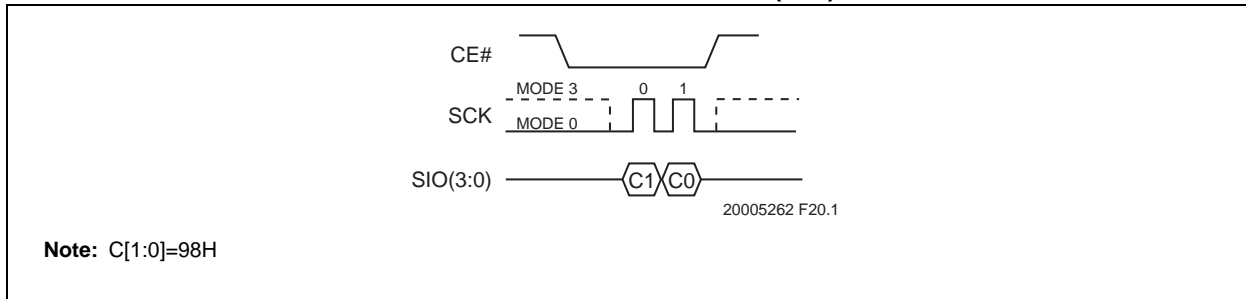 CE#
MODE 3 0 1
SCK
MODE 0
SIO(3:0) C1 C0
20005262 F20.1
Note: C[1:0]=98H